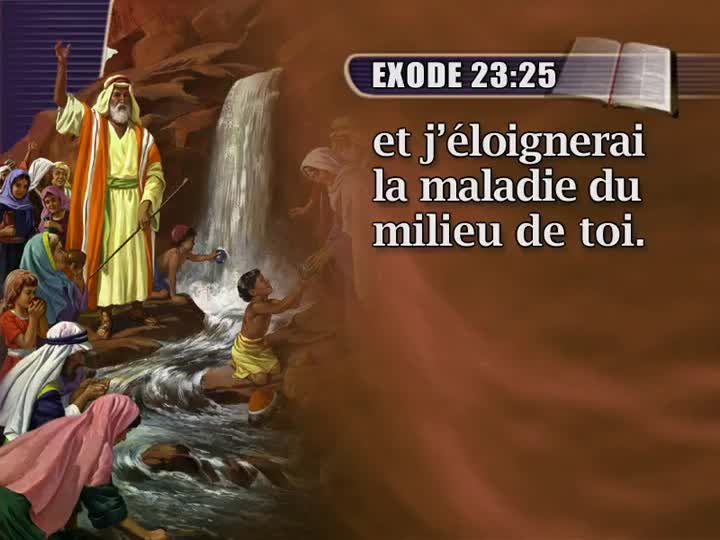 EXODE 23:25
et j’éloignerai
la maladie du
milieu de toi.